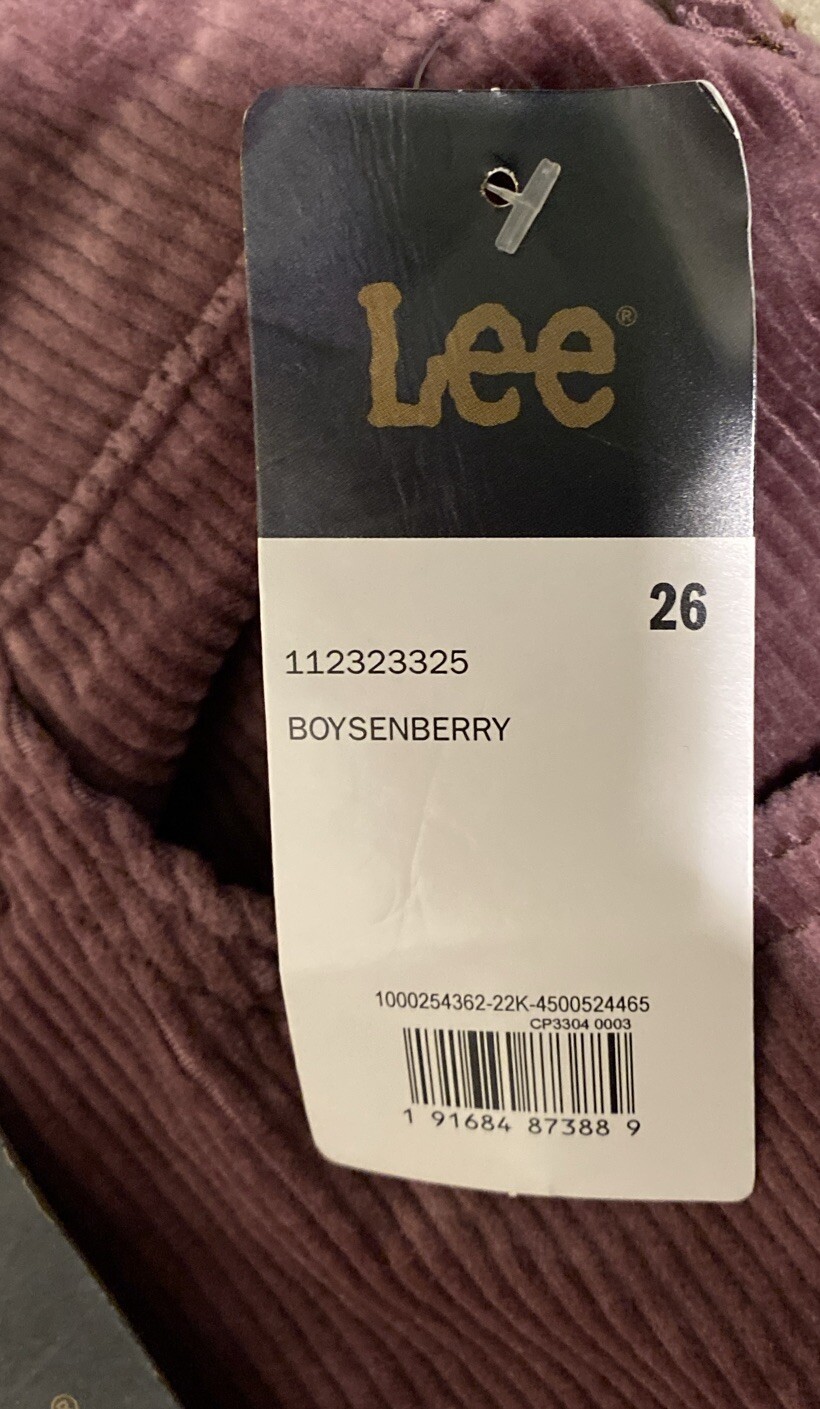 Lee®
26
112323325
BOYSENBERRY
1000254362-22K-4500524465
CP3304 0003
1 91684 87388 9
®